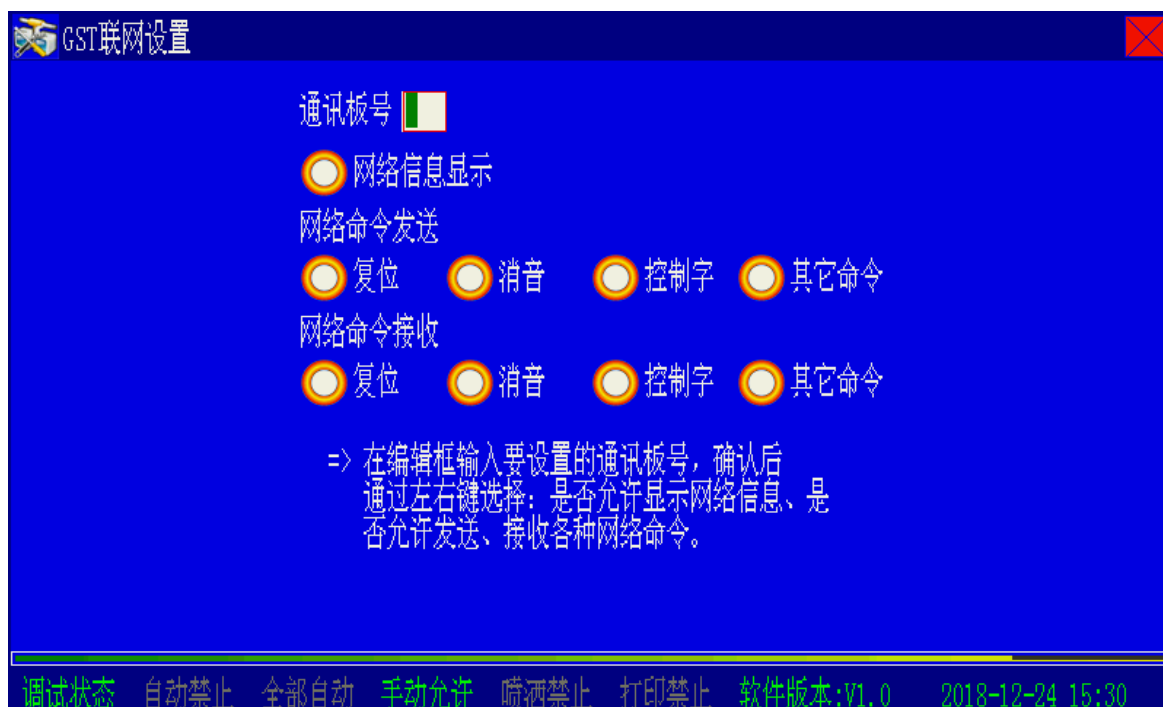 GST联网设置
通讯板号
网络信息显示
网络命令发送
复位 消音 控制字 其它命令
网络命令接收
复位 消音 控制字 其它命令
=> 在编辑框输入要设置的通讯板号，确认后
通过左右键选择：是否允许显示网络信息、是
否允许发送、接收各种网络命令。
调试状态 自动禁止 全部自动 手动允许 喷洒禁止 打印禁止 软件版本:V1.0 2018-12-24 15:30